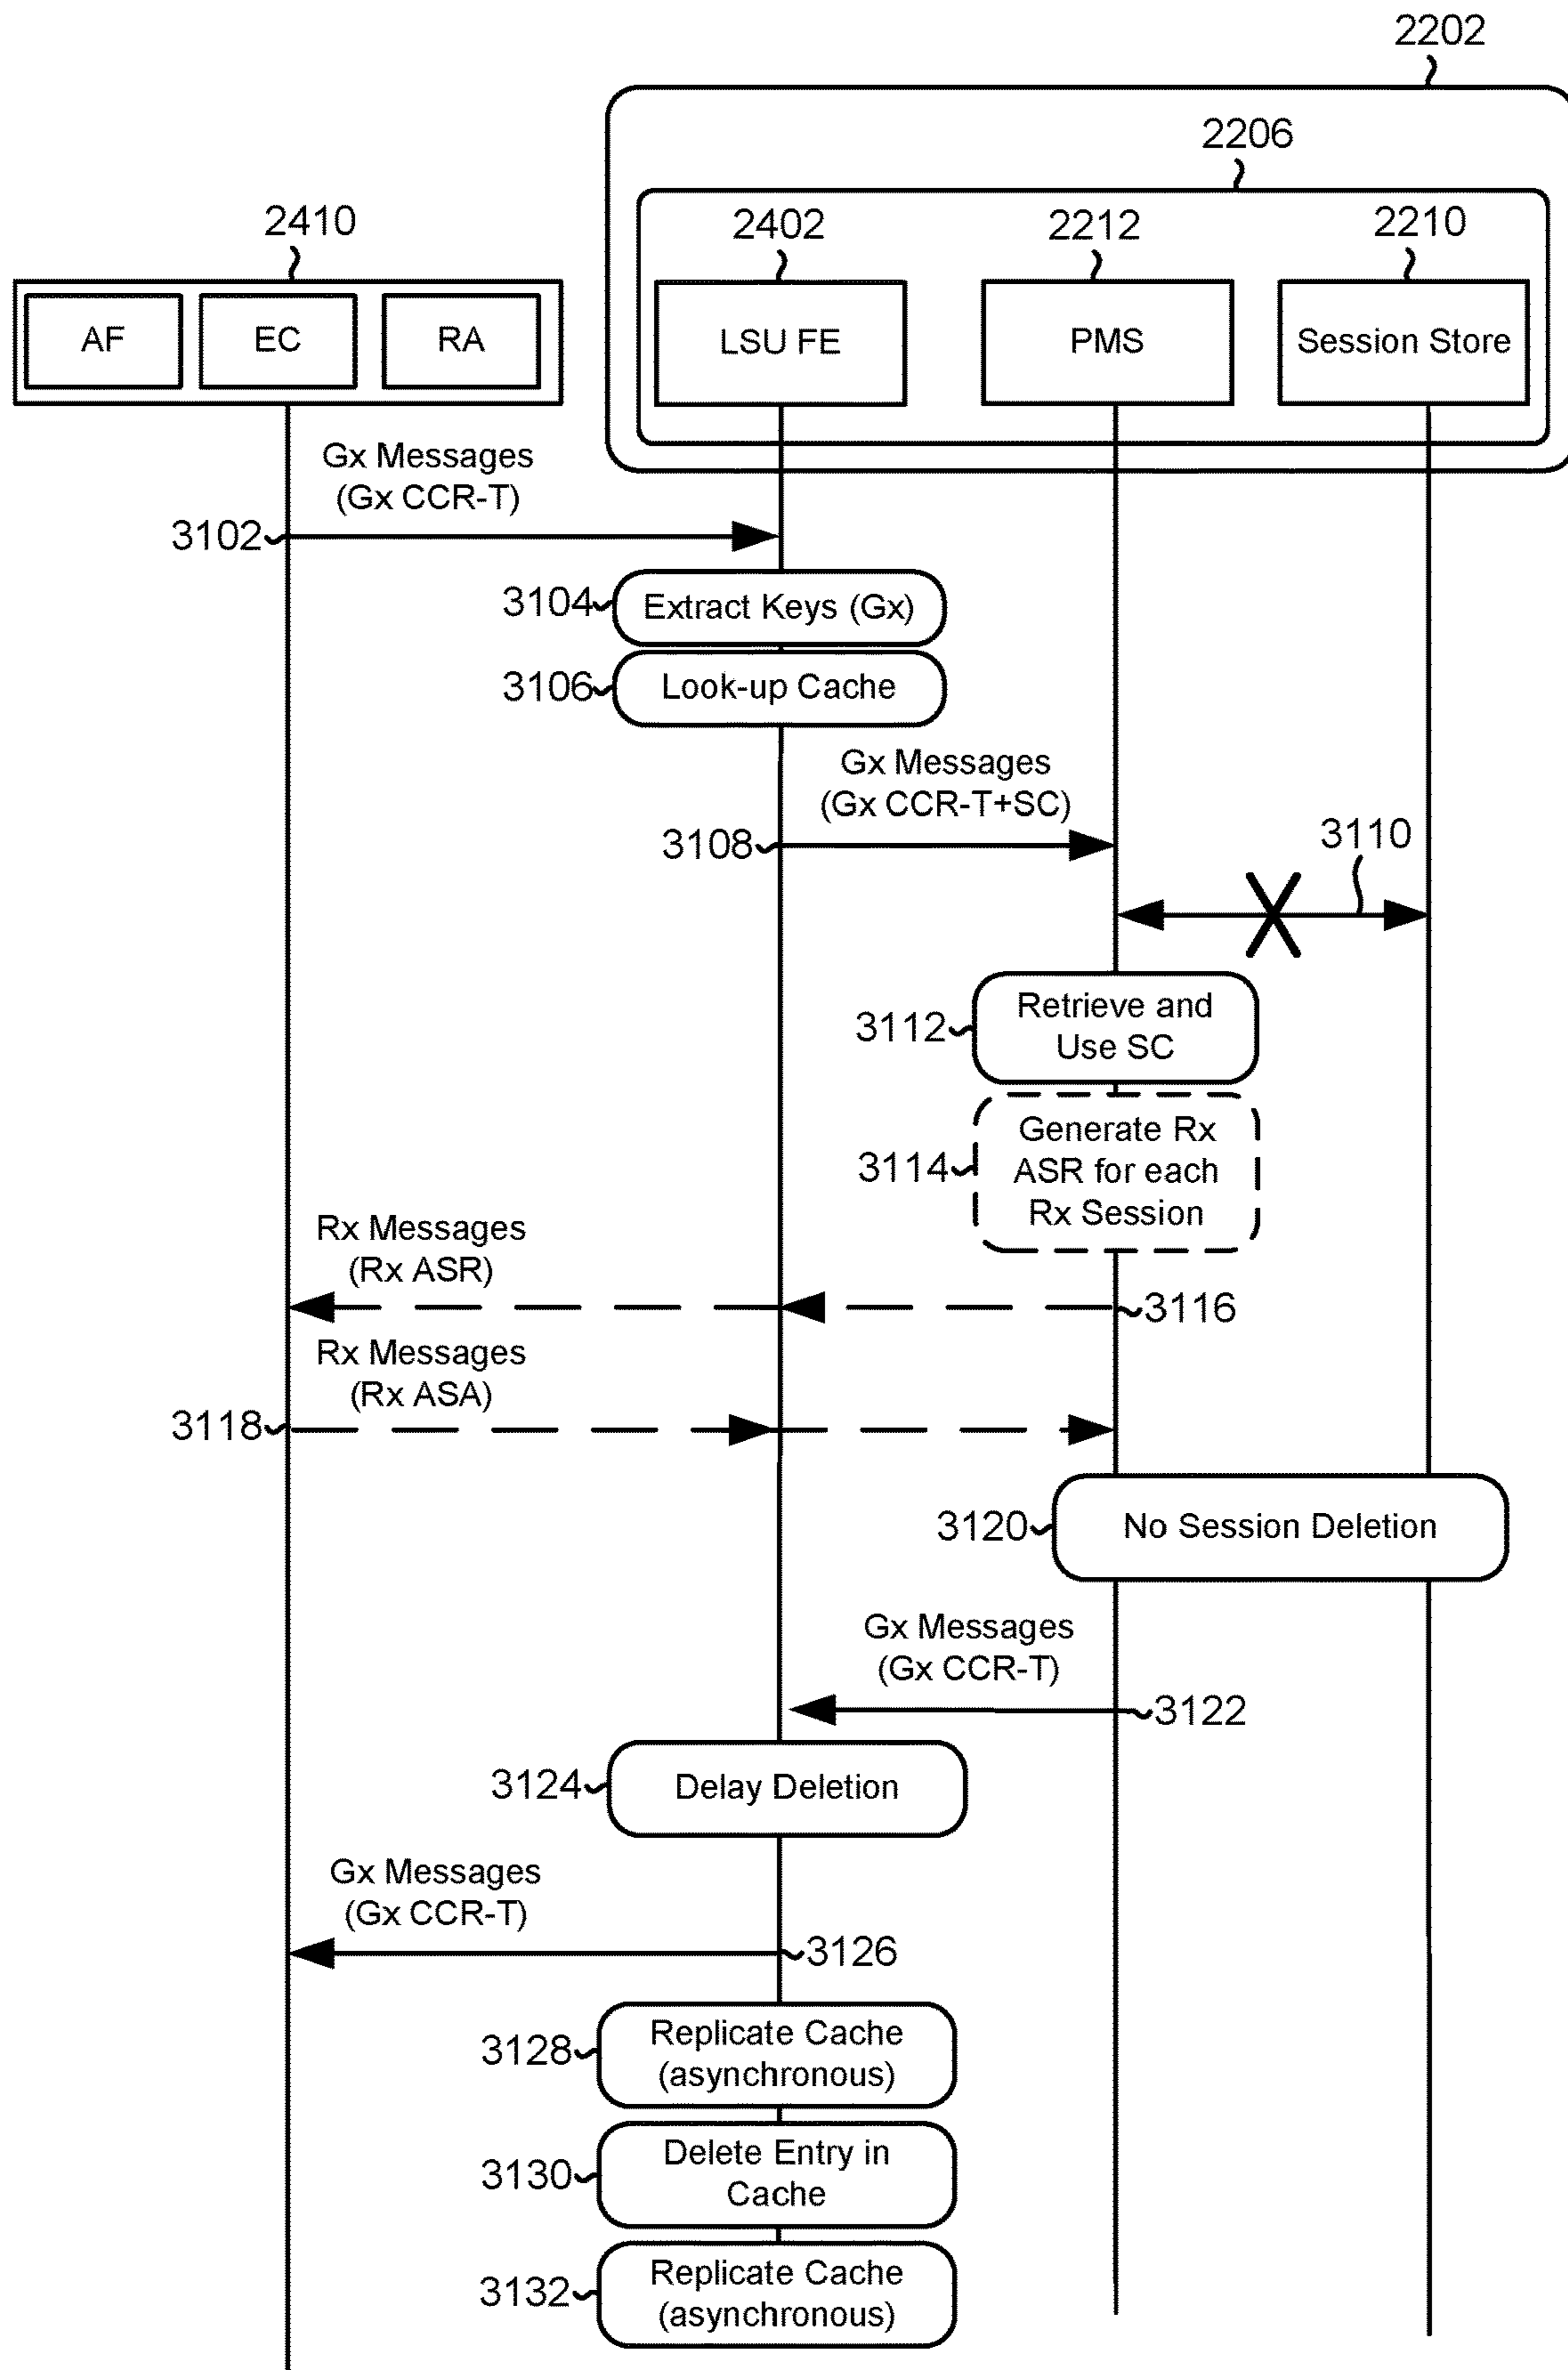 2202
2206
2410
2402
2212
2210
AF
EC
RA
LSU FE
PMS
Session Store
Gx Messages
(Gx CCR-T)
3102
3104
Extract Keys (Gx)
3106
Look-up Cache
Gx Messages
(Gx CCR-T+SC)
3108
3110
3112
Retrieve and
Use SC
3114
Generate Rx
ASR for each
Rx Session
Rx Messages
(Rx ASR)
3116
Rx Messages
(Rx ASA)
3118
3120
No Session Deletion
Gx Messages
(Gx CCR-T)
3122
3124
Delay Deletion
Gx Messages
(Gx CCR-T)
3126
3128
Replicate Cache
(asynchronous)
3130
Delete Entry in
Cache
3132
Replicate Cache
(asynchronous)